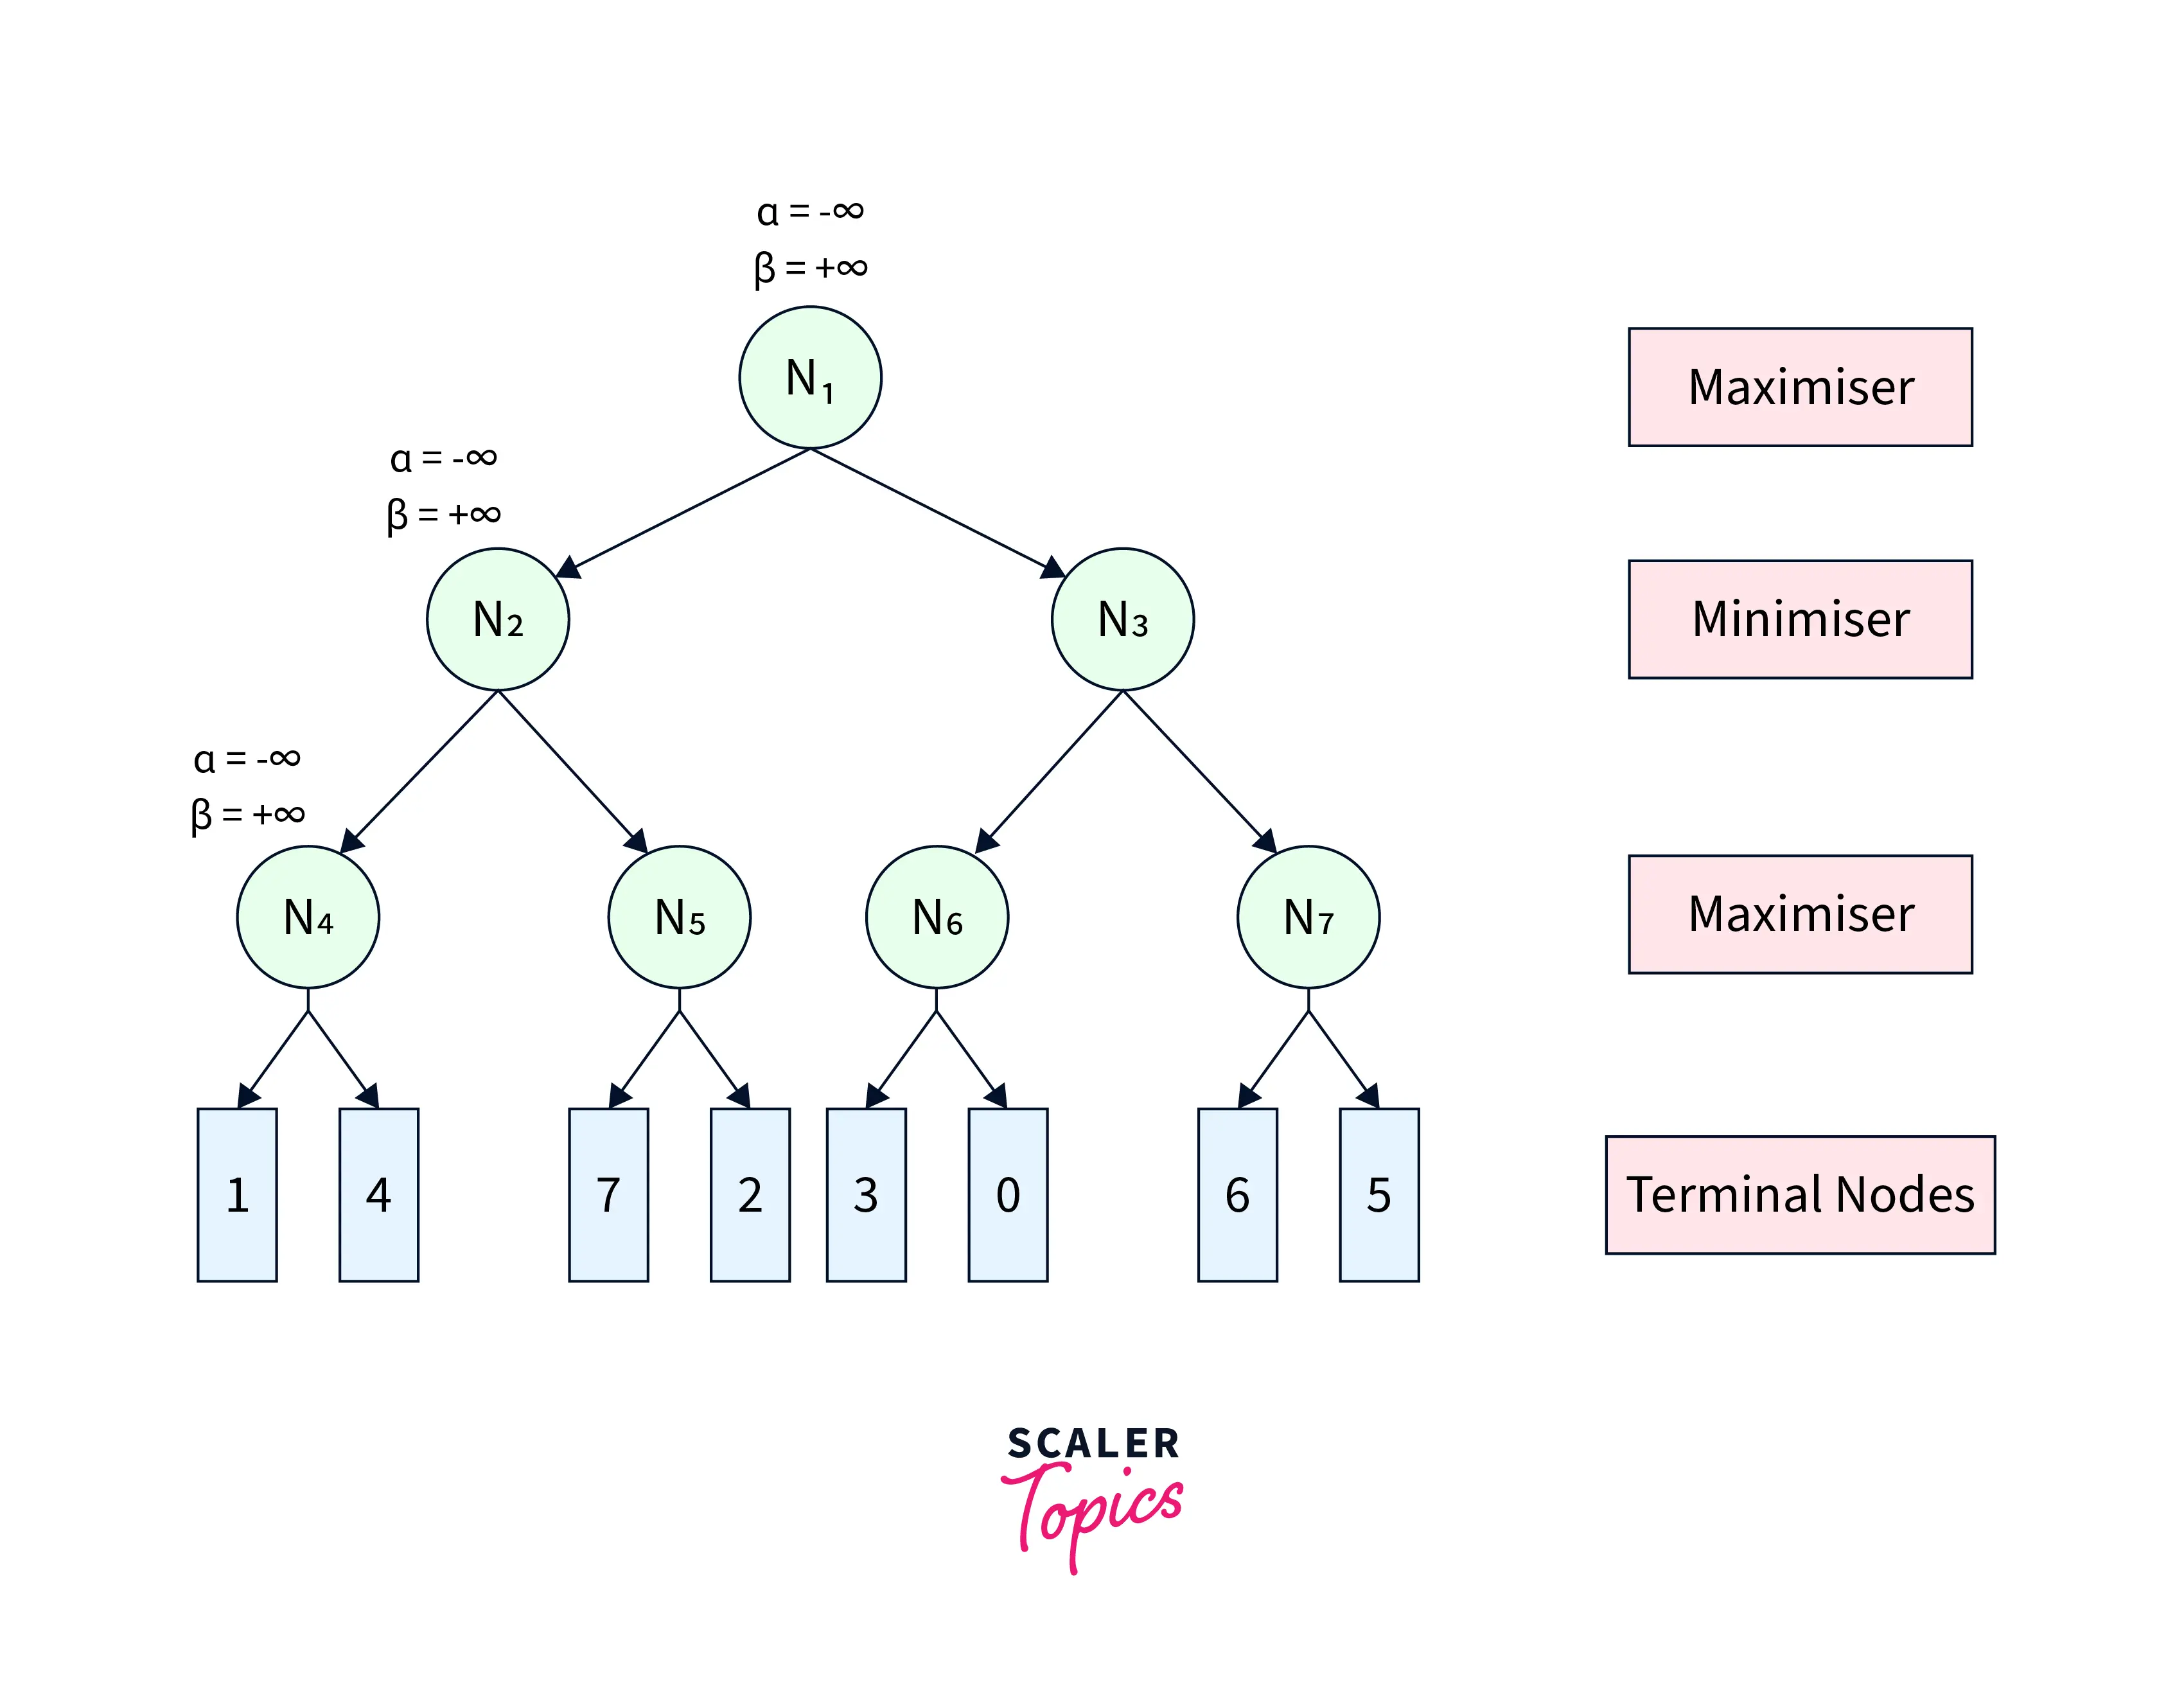 α = -∞
β = +∞
N₁
Maximiser
α = -∞
β = +∞
N₂
N₃
Minimiser
α = -∞
β = +∞
N₄
N₅
N₆
N₇
Maximiser
1
4
7
2
3
0
6
5
Terminal Nodes
SCALER
Topics